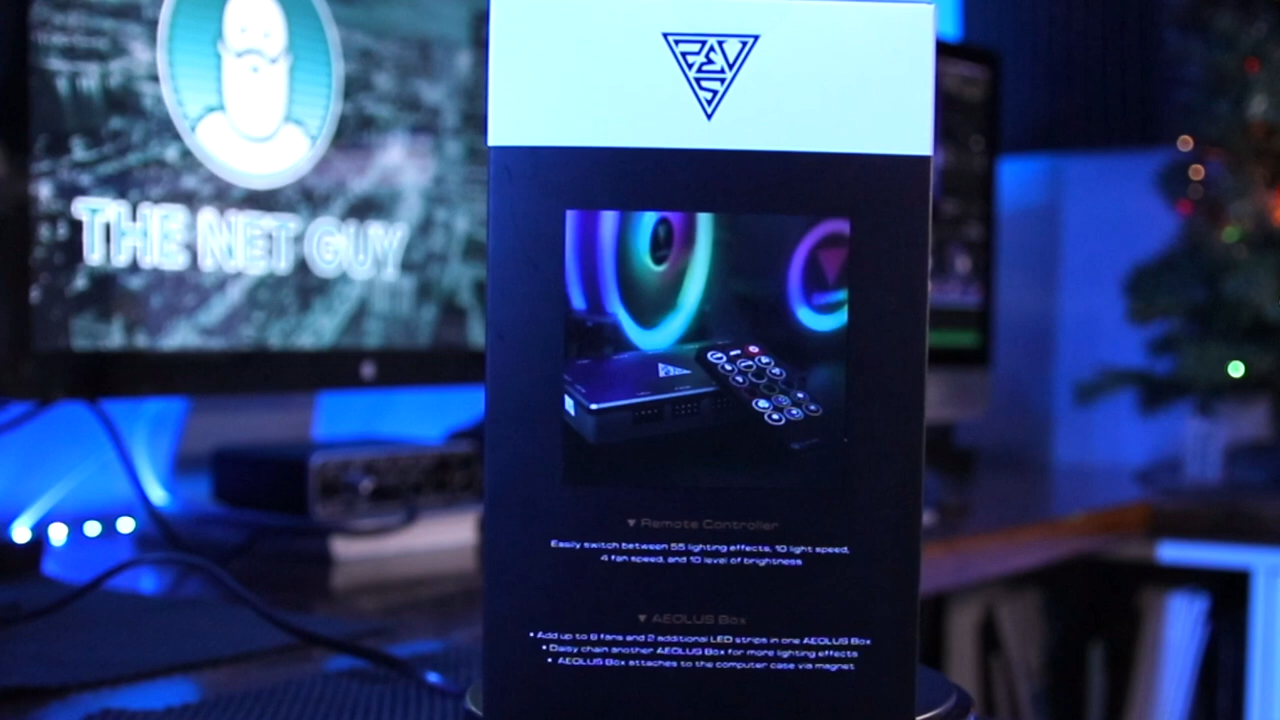 THE NET GUY
▼ Remote Controller
Easily switch between 55 lighting effects, 10 light speed,
4 fan speed, and 10 level of brightness
▼ AEOLUS Box
• Add up to 8 fans and 2 additional LED strips in one AEOLUS Box
• Daisy chain another AEOLUS Box for more lighting effects
• AEOLUS Box attaches to the computer case via magnet